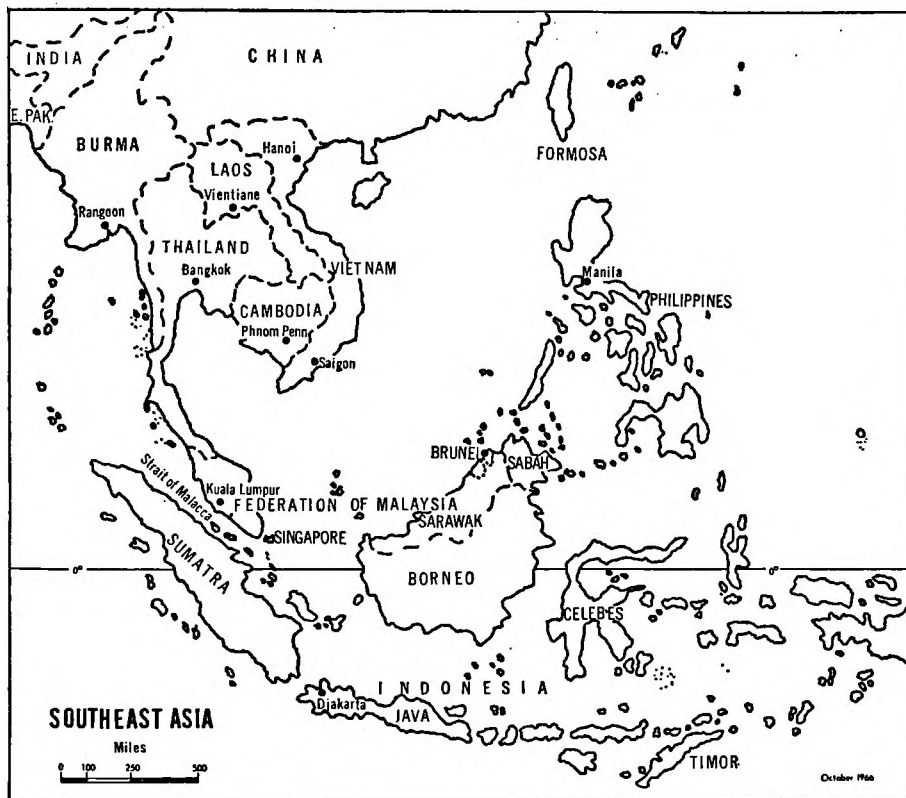 INDIA
CHINA
E. PAK.
BURMA
Hanoi
LAOS
FORMOSA
Vientiane
Rangoon
THAILAND
VIETNAM
Bangkok
Manila
CAMBODIA
PHILIPPINES
Phnom Penn
Saigon
BRUNEI
SABAH
Strait of Malacca
Kuala Lumpur
FEDERATION OF MALAYSIA
SARAWAK
SINGAPORE
SUMATRA
0°
BORNEO
0°
CELEBES
INDONESIA
Djakarta
JAVA
SOUTHEAST ASIA
Miles
0 100 250 500
TIMOR
October 1966